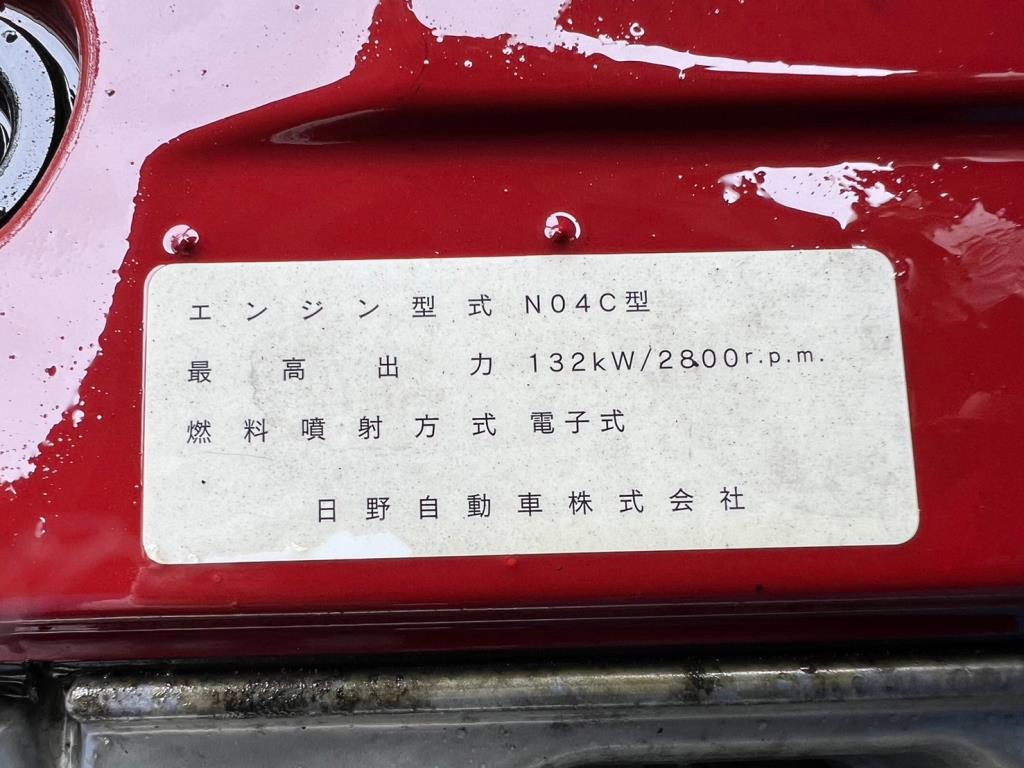 エンジン型式 N04C型
最高出力 132kW/2800r.p.m.
燃料噴射方式 電子式
日野自動車株式会社